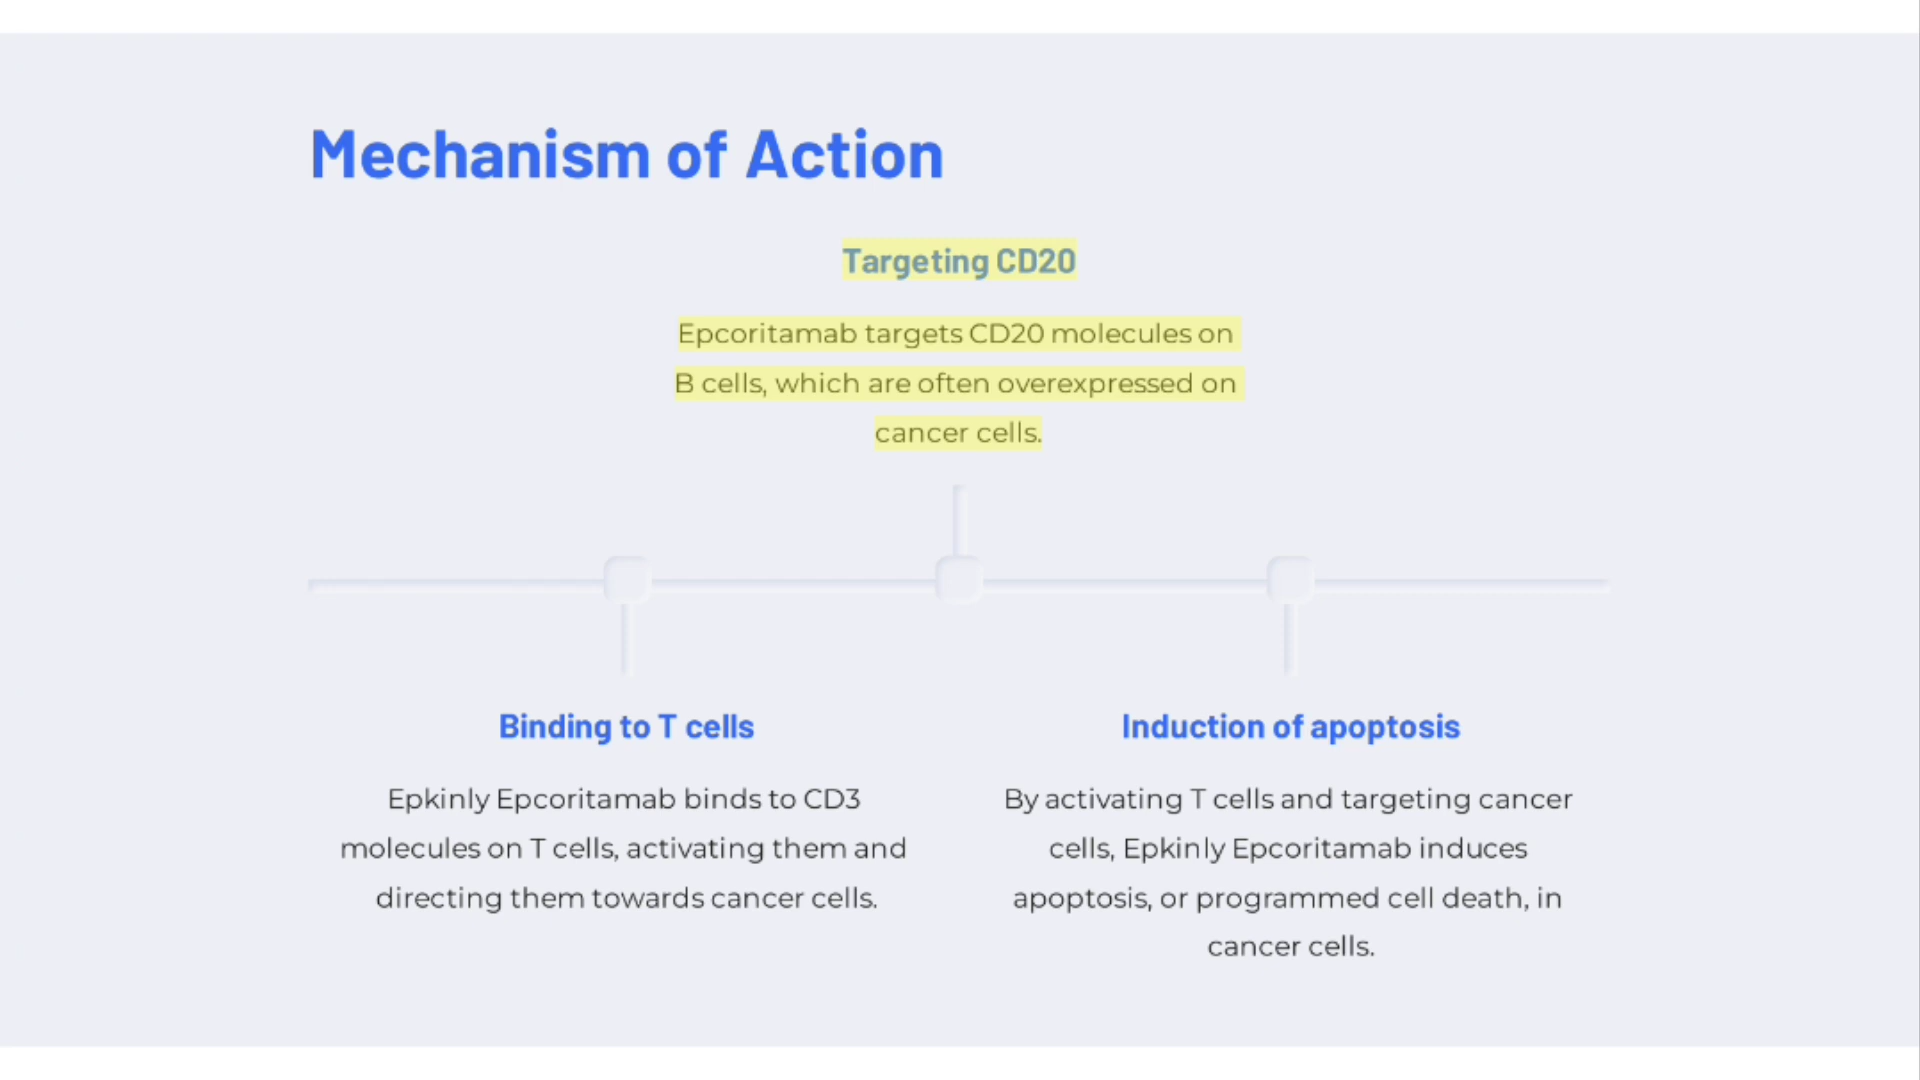 Mechanism of Action
Targeting CD20
Epcoritamab targets CD20 molecules on
B cells, which are often overexpressed on
cancer cells.
Binding to T cells
Epkinly Epcoritamab binds to CD3
molecules on T cells, activating them and
directing them towards cancer cells.
Induction of apoptosis
By activating T cells and targeting cancer
cells, Epkinly Epcoritamab induces
apoptosis, or programmed cell death, in
cancer cells.